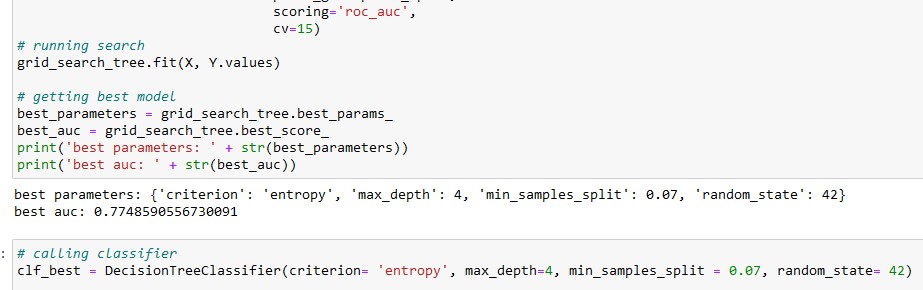 scoring='roc_auc',
cv=15)
# running search
grid_search_tree.fit(X, Y.values)
# getting best model
best_parameters = grid_search_tree.best_params_
best_auc = grid_search_tree.best_score_
print('best parameters: ' + str(best_parameters))
print('best auc: ' + str(best_auc))
best parameters: {'criterion': 'entropy', 'max_depth': 4, 'min_samples_split': 0.07, 'random_state': 42}
best auc: 0.7748590556730091
: # calling classifier
clf_best = DecisionTreeClassifier(criterion= 'entropy', max_depth=4, min_samples_split = 0.07, random_state= 42)